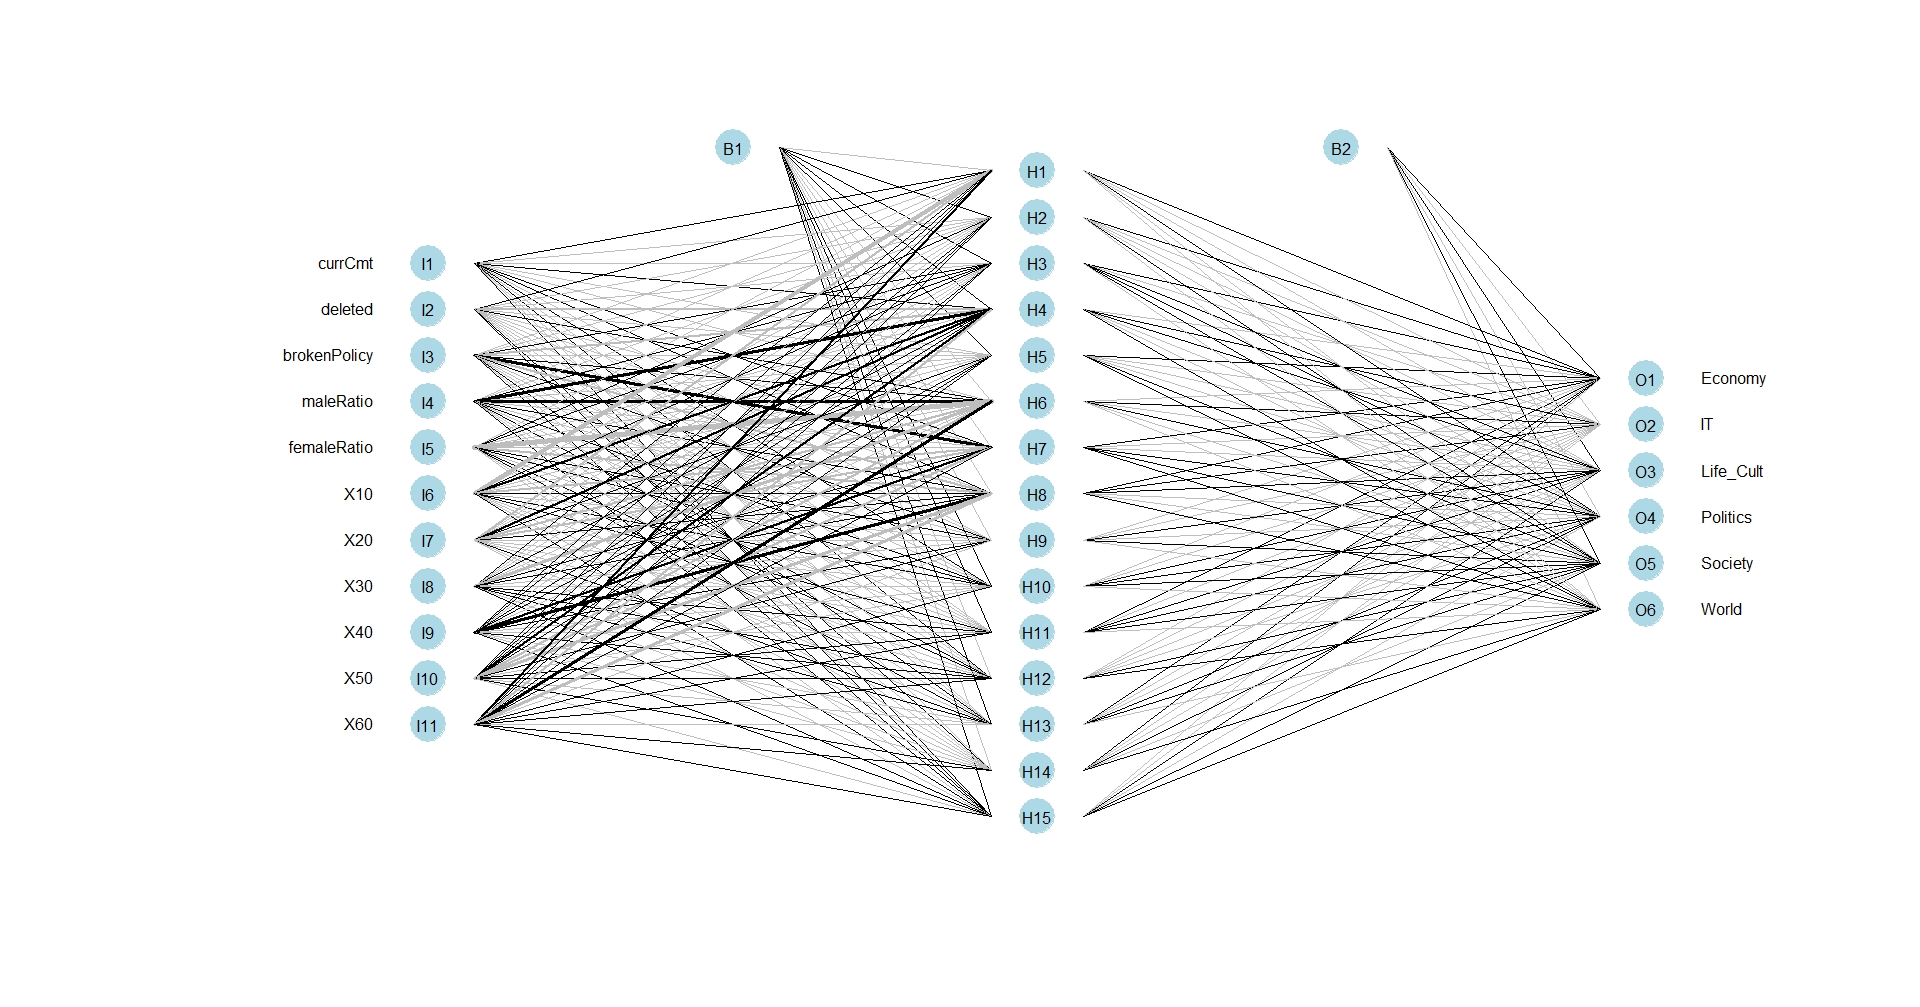 B1
B2
H1
H2
currCmt I1 H3
deleted I2 H4
brokenPolicy I3 H5
O1 Economy
maleRatio I4 H6
O2 IT
femaleRatio I5 H7
O3 Life_Cult
X10 I6 H8
O4 Politics
X20 I7 H9
O5 Society
X30 I8 H10
O6 World
X40 I9 H11
X50 I10 H12
X60 I11 H13
H14
H15